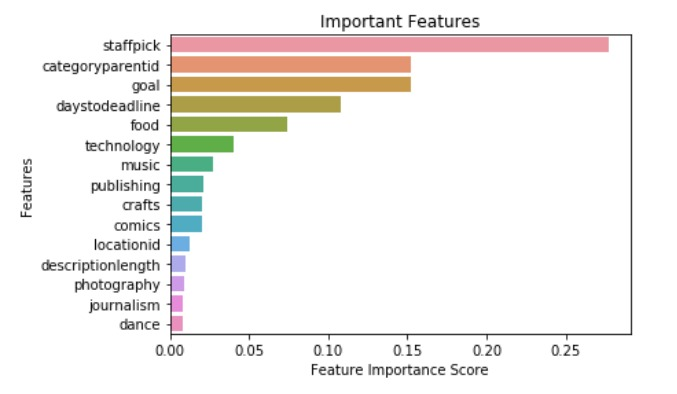 Important Features
Features
staffpick
categoryparentid
goal
daystodeadline
food
technology
music
publishing
crafts
comics
locationid
descriptionlength
photography
journalism
dance
0.00 0.05 0.10 0.15 0.20 0.25
Feature Importance Score